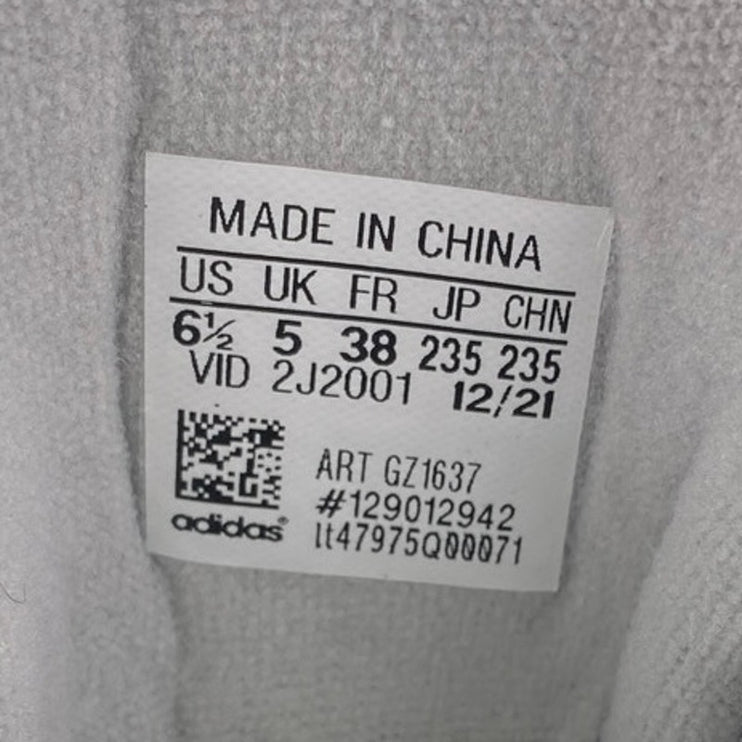 MADE IN CHINA
US UK FR JP CHN
6½ 5 38 235 235
VID 2J2001 12/21
ART GZ1637
#129012942
adidas®
lt47975Q00071